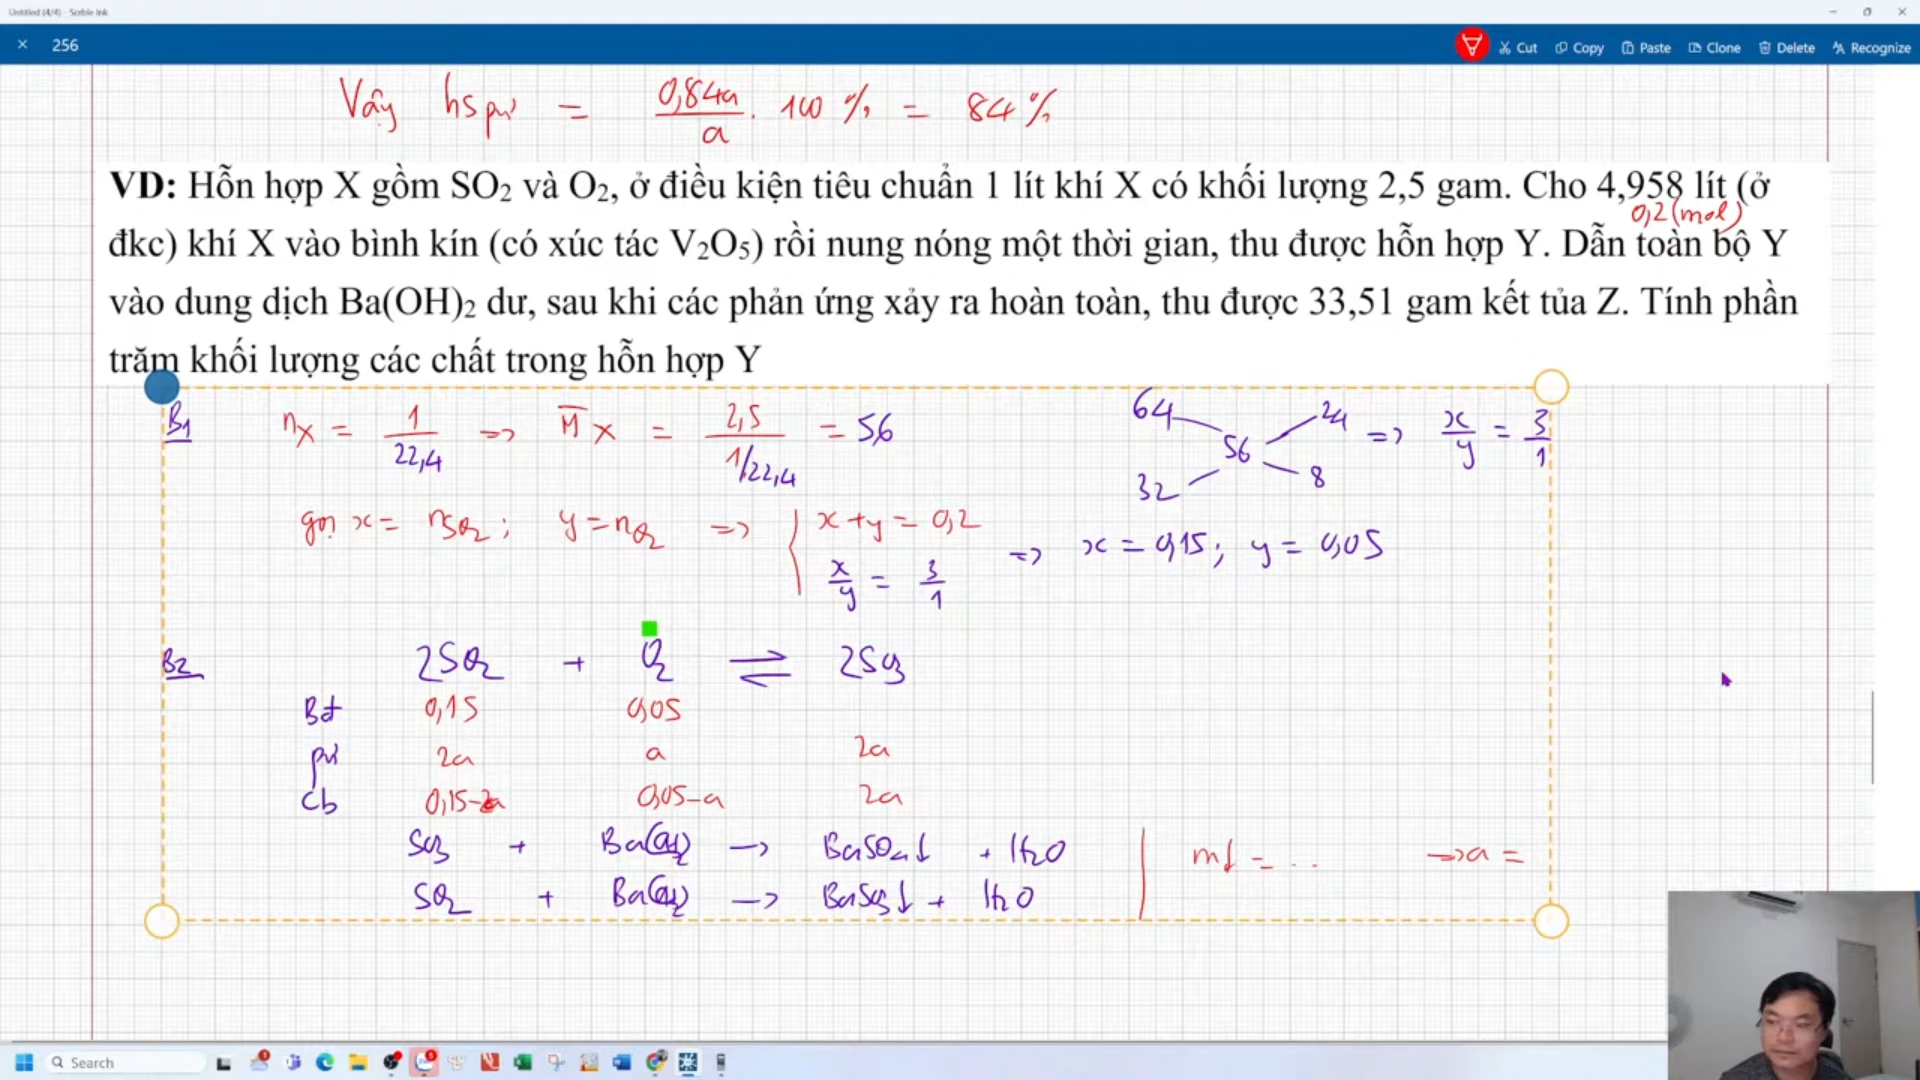 Untitled (4/4) - Scrble Ink
256
Cut Copy Paste Clone Delete Recognize
Vậy hspứ = 0,84a/a . 100 % = 84 %
VD: Hỗn hợp X gồm SO₂ và O₂, ở điều kiện tiêu chuẩn 1 lít khí X có khối lượng 2,5 gam. Cho 4,958 lít (ở
0,2 (mol)
đkc) khí X vào bình kín (có xúc tác V₂O₅) rồi nung nóng một thời gian, thu được hỗn hợp Y. Dẫn toàn bộ Y
vào dung dịch Ba(OH)₂ dư, sau khi các phản ứng xảy ra hoàn toàn, thu được 33,51 gam kết tủa Z. Tính phần
trăm khối lượng các chất trong hỗn hợp Y
B1 nX = 1/22,4 => M̄X = 2,5/(1/22,4) = 56
64 24
56 => x/y = 3/1
32 8
gọi x = nSO₂ ; y = nO₂ => { x + y = 0,2
x/y = 3/1
=> x = 0,15 ; y = 0,05
B2 2SO₂ + O₂ ⇌ 2SO₃
Bđ 0,15 0,05
pứ 2a a 2a
Cb 0,15-2a 0,05-a 2a
SO₃ + Ba(OH)₂ → BaSO₄↓ + H₂O
m↓ = ... → a =
SO₂ + Ba(OH)₂ → BaSO₃↓ + H₂O
Search